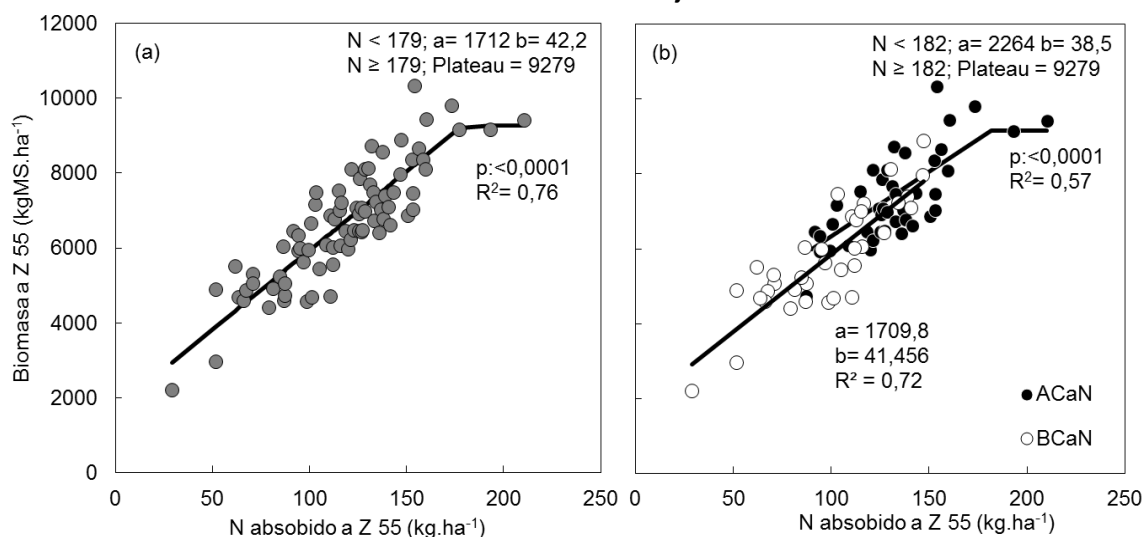 Biomasa a Z 55 (kgMS.ha⁻¹)
12000
10000
8000
6000
4000
2000
0
(a)
N < 179; a= 1712 b= 42,2
N ≥ 179; Plateau = 9279
p:<0,0001
R²= 0,76
0 50 100 150 200 250
N absobido a Z 55 (kg.ha⁻¹)
(b)
N < 182; a= 2264 b= 38,5
N ≥ 182; Plateau = 9279
p:<0,0001
R²= 0,57
a= 1709,8
b= 41,456
R² = 0,72
ACaN
BCaN
0 50 100 150 200 250
N absobido a Z 55 (kg.ha⁻¹)